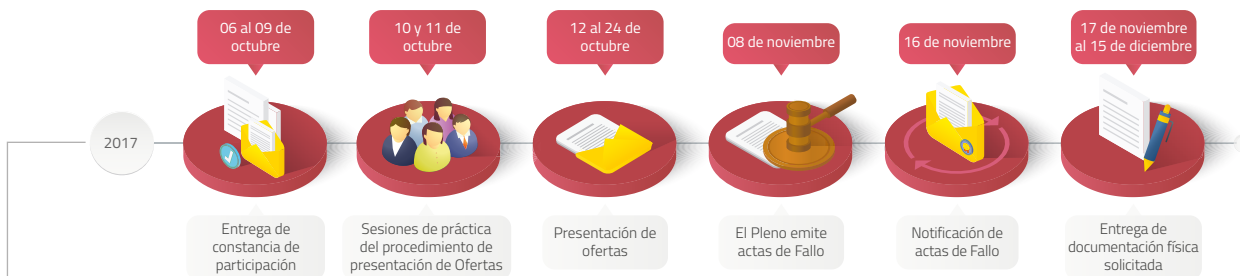 06 al 09 de
octubre
10 y 11 de
octubre
12 al 24 de
octubre
08 de noviembre
16 de noviembre
17 de noviembre
al 15 de diciembre
2017
Entrega de
constancia de
participación
Sesiones de práctica
del procedimiento de
presentación de Ofertas
Presentación de
ofertas
El Pleno emite
actas de Fallo
Notificación de
actas de Fallo
Entrega de
documentación física
solicitada